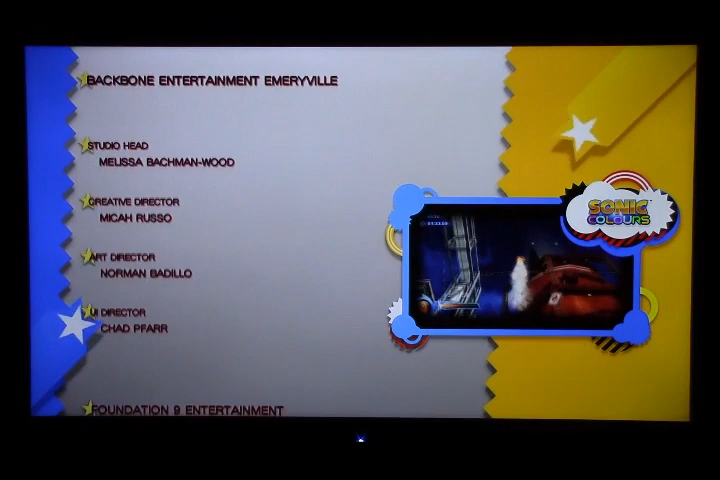 BACKBONE ENTERTAINMENT EMERYVILLE
STUDIO HEAD
MELISSA BACHMAN-WOOD
CREATIVE DIRECTOR
MICAH RUSSO
ART DIRECTOR
NORMAN BADILLO
UI DIRECTOR
CHAD PFARR
FOUNDATION 9 ENTERTAINMENT
SONIC
COLOURS